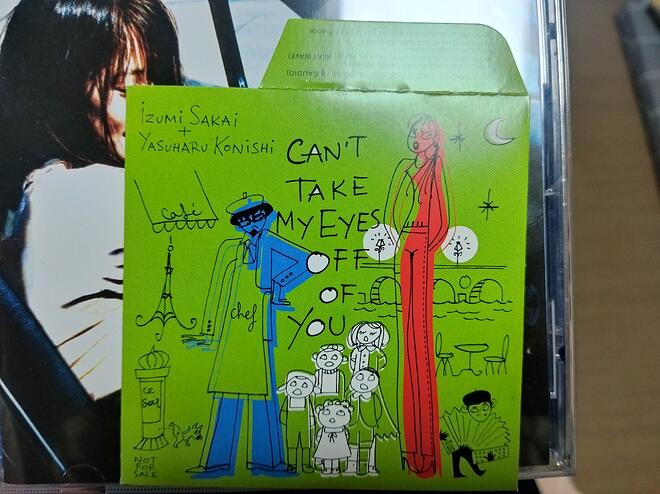 IZUMI SAKAI
+
YASUHARU KONISHI
CAN'T
TAKE
MY EYES
OFF
OF
YOU
café
chef
ce
soir
NOT
FOR
SALE